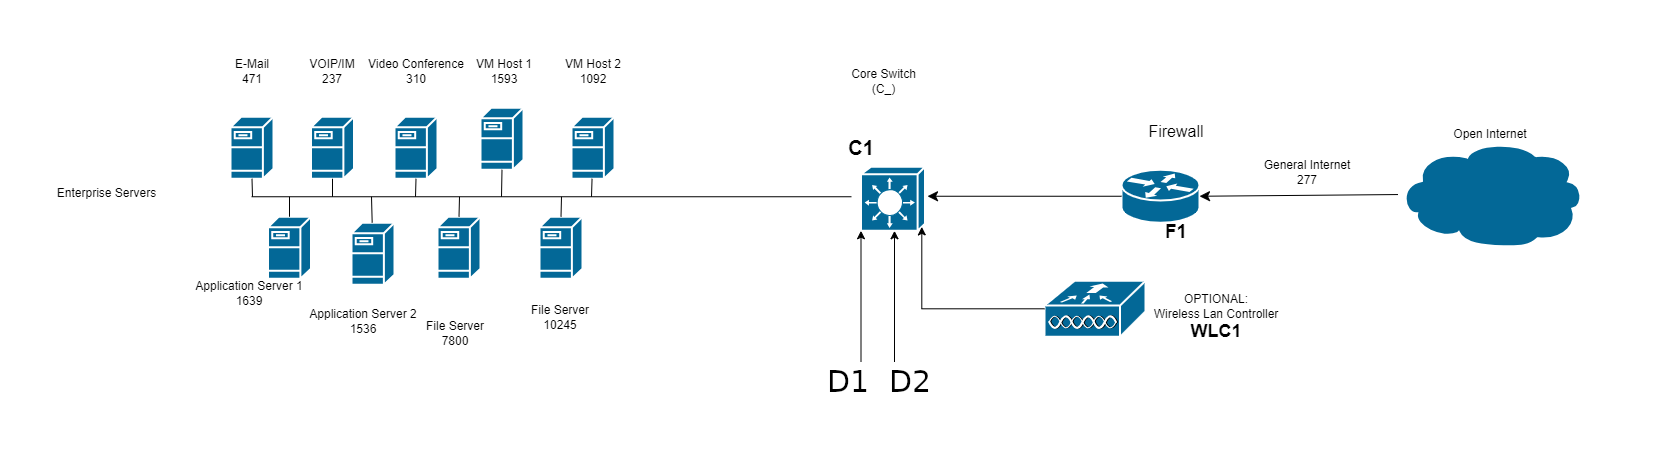 E-Mail
471
VOIP/IM
237
Video Conference
310
VM Host 1
1593
VM Host 2
1092
Core Switch
(C_)
C1
Firewall
F1
Open Internet
General Internet
277
Enterprise Servers
Application Server 1
1639
Application Server 2
1536
File Server
7800
File Server
10245
OPTIONAL:
Wireless Lan Controller
WLC1
D1
D2